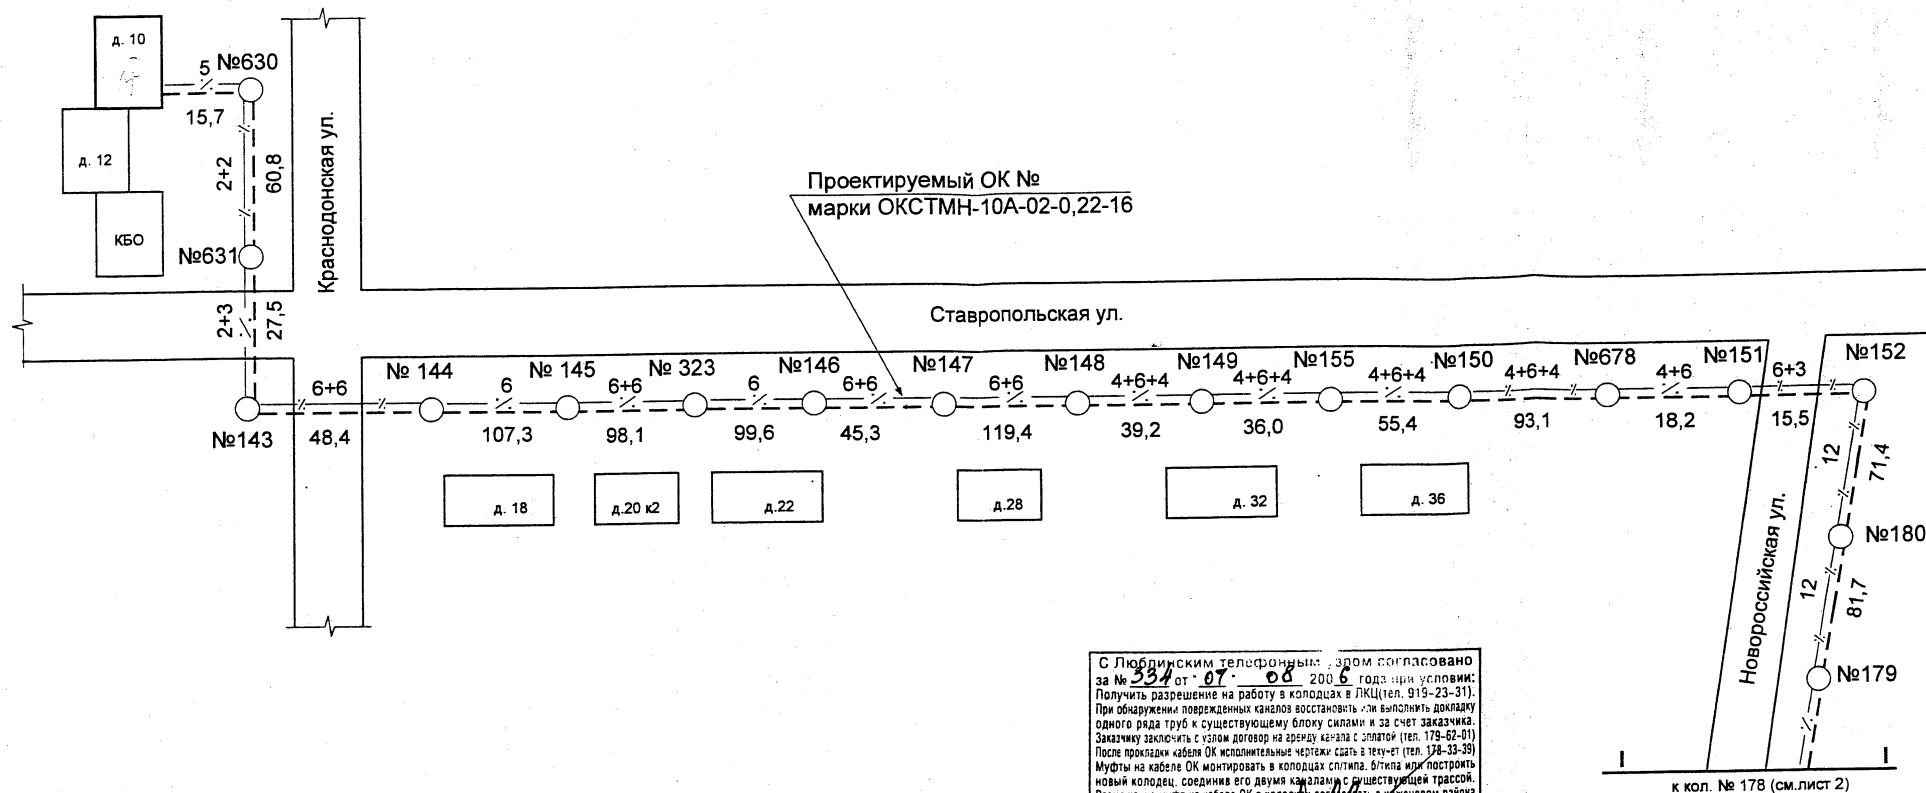 д. 10
5
№630
15,7
д. 12
2+2
60,8
КБО
№631
Краснодонская ул.
2+3
27,5
Проектируемый ОК №
марки ОКСТМН-10А-02-0,22-16
Ставропольская ул.
№143
6+6
48,4
№ 144
6
107,3
№ 145
6+6
98,1
№ 323
6
99,6
№146
6+6
45,3
№147
6+6
119,4
№148
4+6+4
39,2
№149
4+6+4
36,0
№155
4+6+4
55,4
№150
4+6+4
93,1
№678
4+6
18,2
№151
6+3
15,5
№152
д. 18
д.20 к2
д.22
д.28
д. 32
д. 36
12
71,4
№180
12
81,7
№179
Новороссийская ул.
к кол. № 178 (см.лист 2)
С Люблинским телефонным узлом согласовано
за № 334 от 07. 08 2006 года при условии:
Получить разрешение на работу в колодцах в ЛКЦ(тел. 919-23-31).
При обнаружении поврежденных каналов восстановить или выполнить докладку
одного ряда труб к существующему блоку силами и за счет заказчика.
Заказчику заключить с узлом договор на аренду канала с оплатой (тел. 179-62-01)
После прокладки кабеля ОК исполнительные чертежи сдать в техучет (тел. 178-33-39)
Муфты на кабеле ОК монтировать в колодцах сп/типа, б/типа или построить
новый колодец, соединив его двумя каналами с существующей трассой.